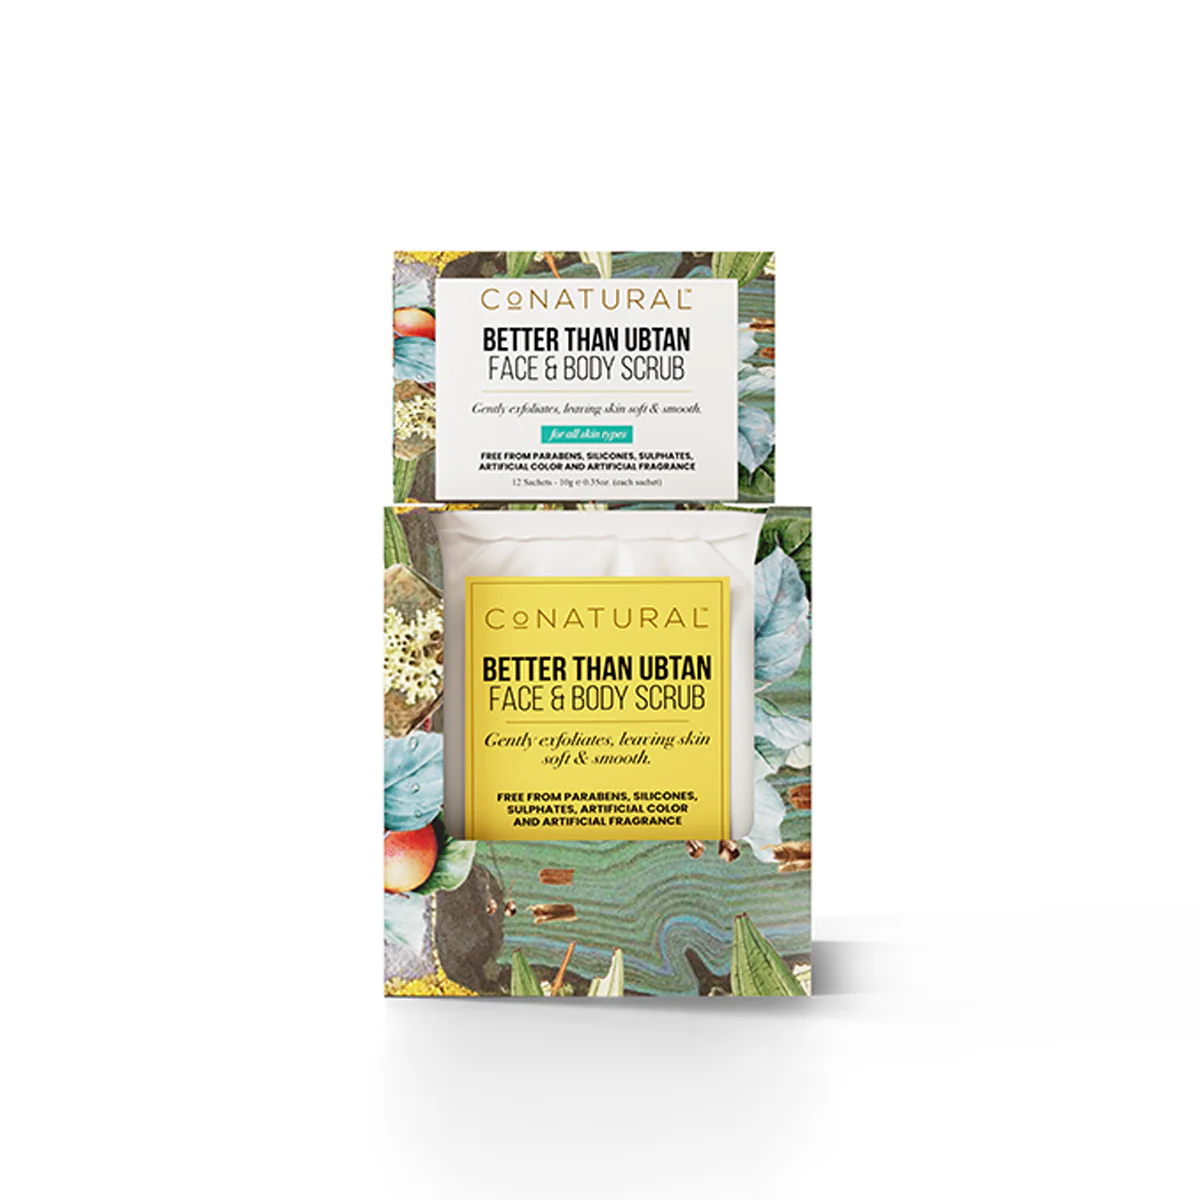 CoNATURAL™
BETTER THAN UBTAN
FACE & BODY SCRUB
Gently exfoliates, leaving skin soft & smooth.
for all skin types
FREE FROM PARABENS, SILICONES, SULPHATES,
ARTIFICIAL COLOR AND ARTIFICIAL FRAGRANCE
12 Sachets - 10g e 0.35oz. (each sachet)
CoNATURAL™
BETTER THAN UBTAN
FACE & BODY SCRUB
Gently exfoliates, leaving skin
soft & smooth.
FREE FROM PARABENS, SILICONES,
SULPHATES, ARTIFICIAL COLOR
AND ARTIFICIAL FRAGRANCE